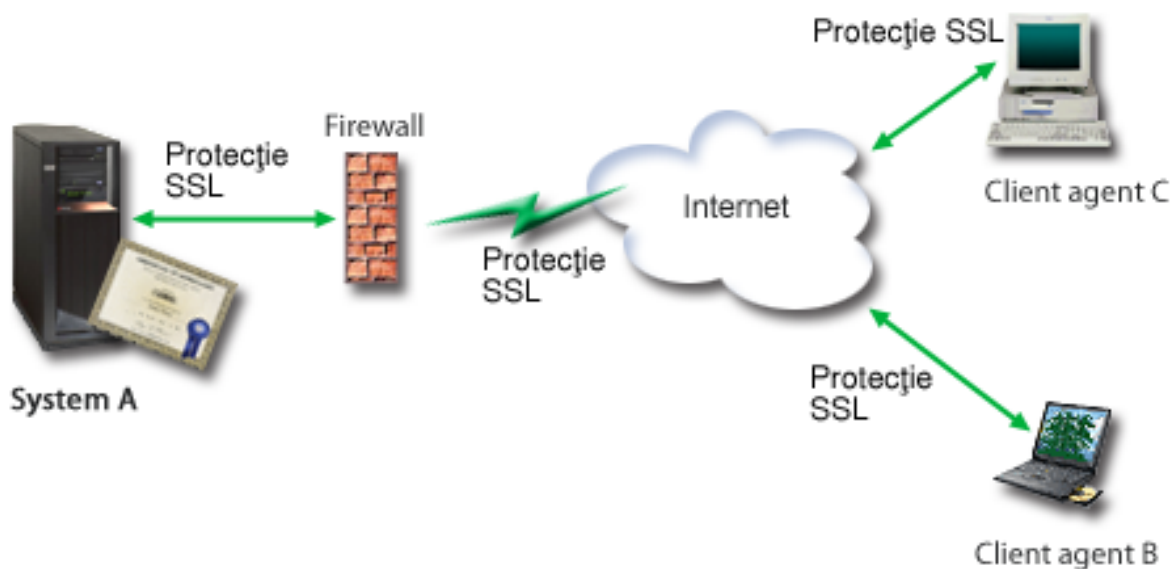 Protecţie SSL
Firewall
Protecţie
SSL
Client agent C
Internet
Protecţie
SSL
Protecţie
SSL
System A
Client agent B